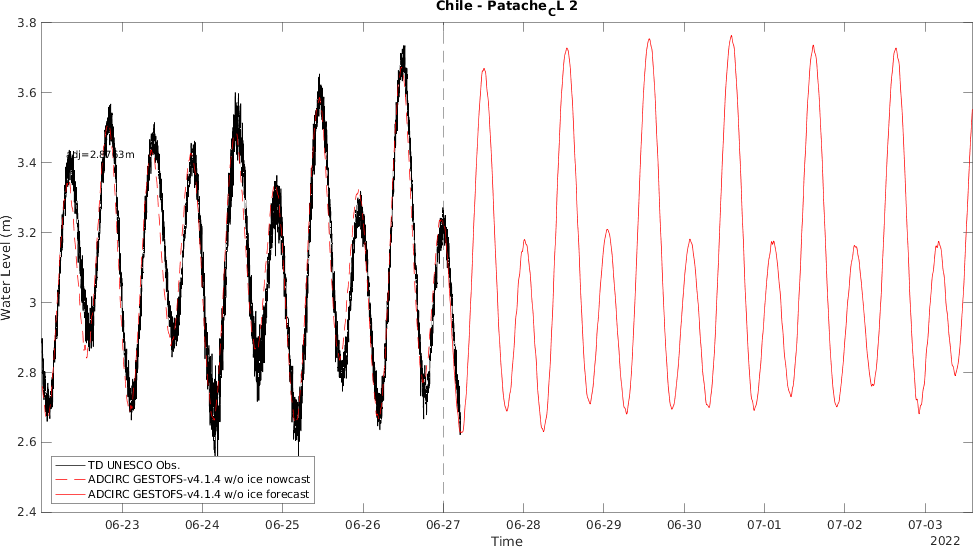 Chile - Patache_CL 2
3.8
3.6
3.4
3.2
3
2.8
2.6
2.4
Water Level (m)
dj=2.8763m
TD UNESCO Obs.
ADCIRC GESTOFS-v4.1.4 w/o ice nowcast
ADCIRC GESTOFS-v4.1.4 w/o ice forecast
06-23 06-24 06-25 06-26 06-27 06-28 06-29 06-30 07-01 07-02 07-03
Time
2022